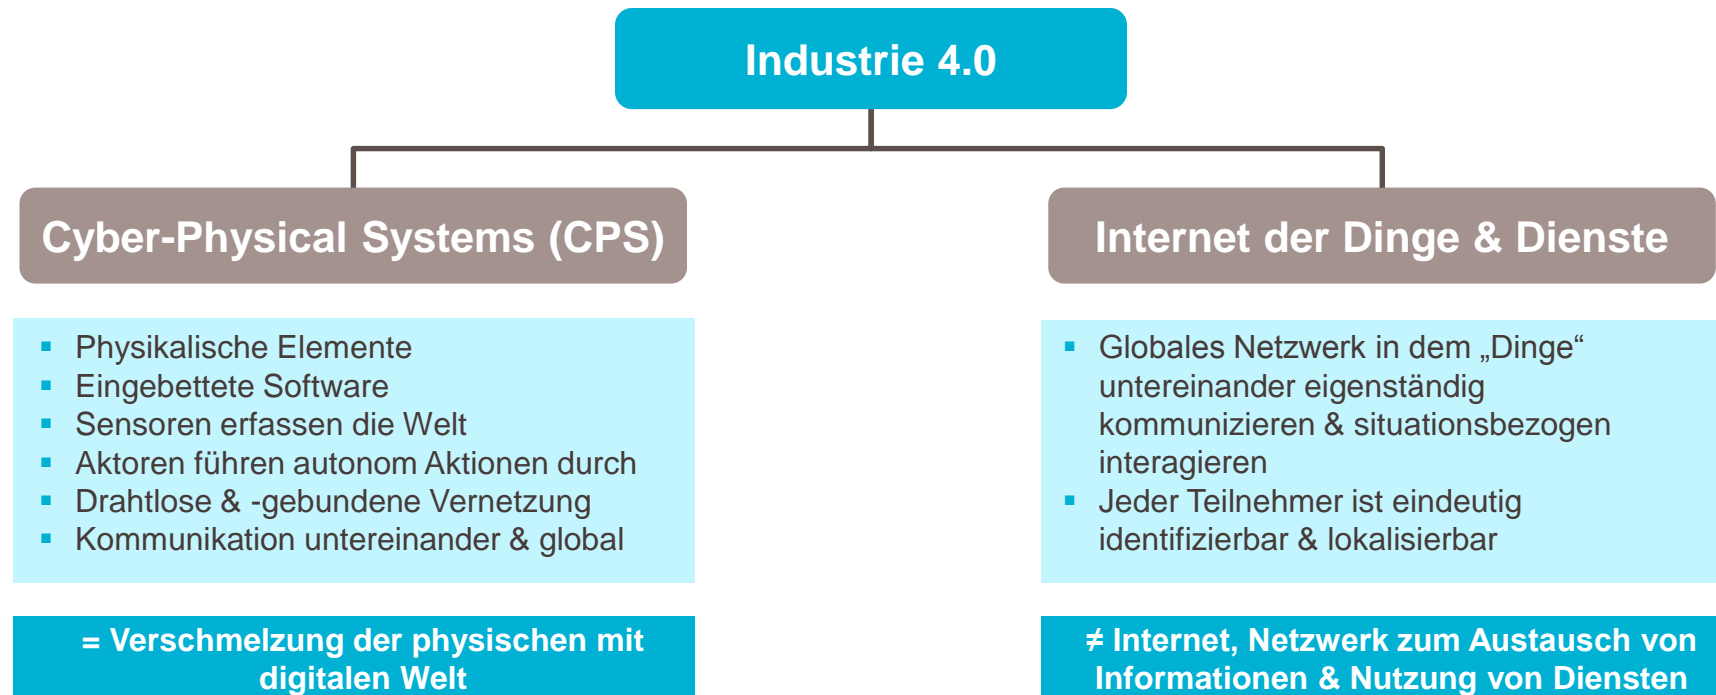 Industrie 4.0
Cyber-Physical Systems (CPS)
▪ Physikalische Elemente
▪ Eingebettete Software
▪ Sensoren erfassen die Welt
▪ Aktoren führen autonom Aktionen durch
▪ Drahtlose & -gebundene Vernetzung
▪ Kommunikation untereinander & global
= Verschmelzung der physischen mit
digitalen Welt
Internet der Dinge & Dienste
▪ Globales Netzwerk in dem „Dinge“
untereinander eigenständig
kommunizieren & situationsbezogen
interagieren
▪ Jeder Teilnehmer ist eindeutig
identifizierbar & lokalisierbar
≠ Internet, Netzwerk zum Austausch von
Informationen & Nutzung von Diensten